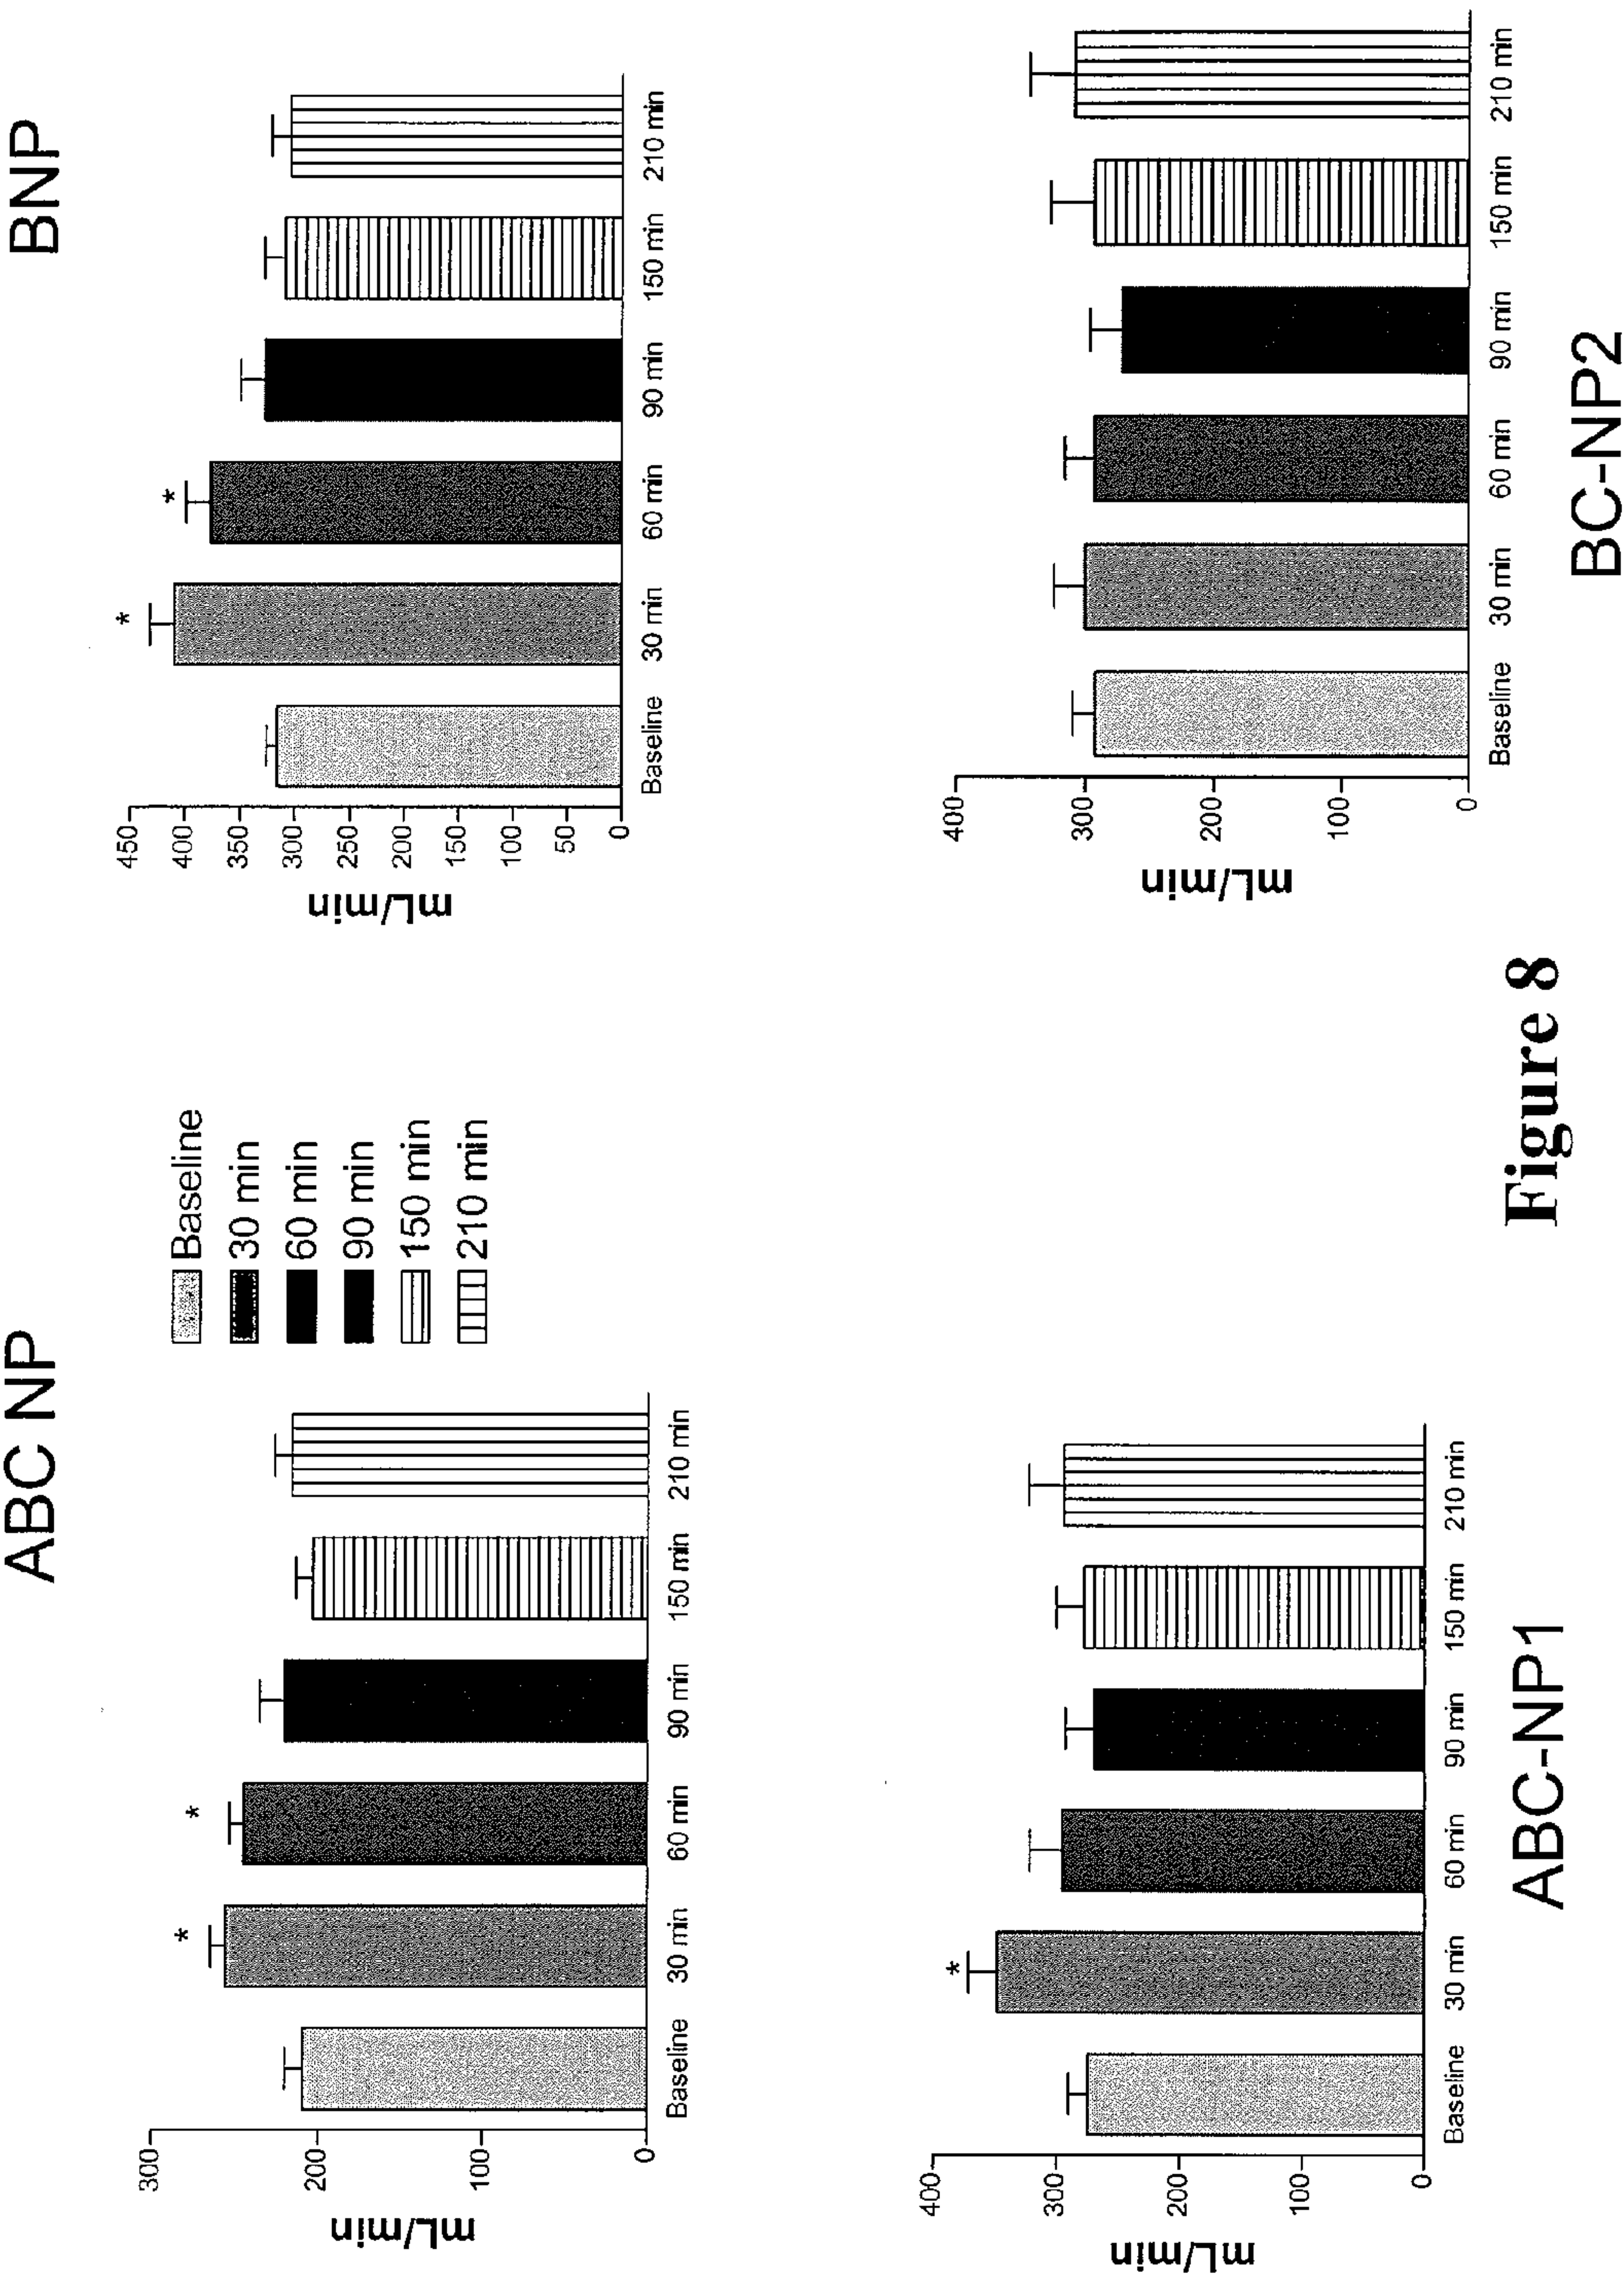 ABC NP
mL/min
300
200
100
0
Baseline
30 min
60 min
90 min
150 min
210 min
*
*
Baseline
30 min
60 min
90 min
150 min
210 min
BNP
mL/min
450
400
350
300
250
200
150
100
50
0
Baseline
30 min
60 min
90 min
150 min
210 min
*
*
mL/min
400
300
200
100
0
Baseline
30 min
60 min
90 min
150 min
210 min
*
ABC-NP1
mL/min
400
300
200
100
0
Baseline
30 min
60 min
90 min
150 min
210 min
BC-NP2
Figure 8